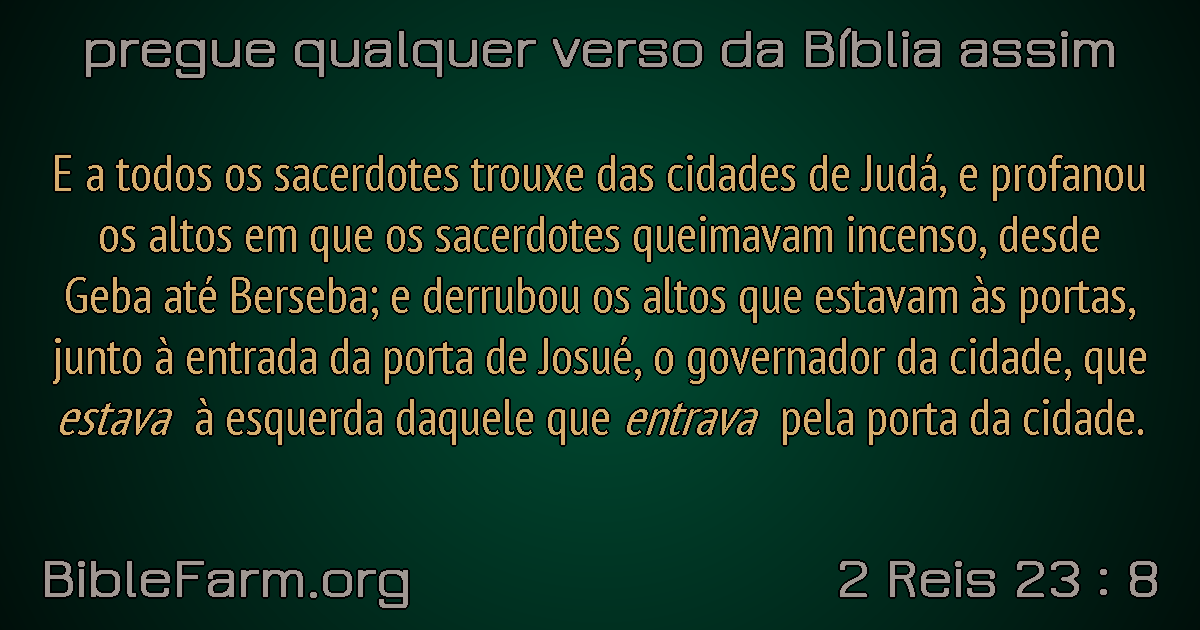 pregue qualquer verso da Bíblia assim
E a todos os sacerdotes trouxe das cidades de Judá, e profanou
os altos em que os sacerdotes queimavam incenso, desde
Geba até Berseba; e derrubou os altos que estavam às portas,
junto à entrada da porta de Josué, o governador da cidade, que
estava à esquerda daquele que entrava pela porta da cidade.
BibleFarm.org
2 Reis 23 : 8